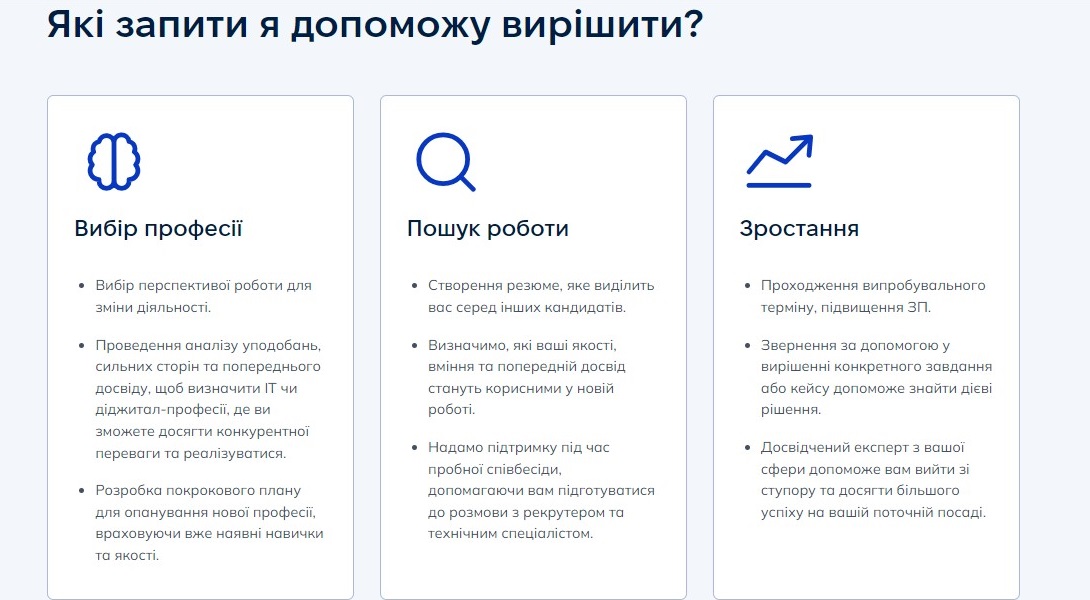 Які запити я допоможу вирішити?
Вибір професії
Вибір перспективої роботи для
зміни діяльності.
Проведення аналізу уподобань,
сильних сторін та попереднього
досвіду, щоб визначити ІТ чи
діджитал-професії, де ви
зможете досягти конкурентної
переваги та реалізуватися.
Розробка покрокового плану
для опанування нової професії,
враховуючи вже наявні навички
та якості.
Пошук роботи
Створення резюме, яке виділить
вас серед інших кандидатів.
Визначимо, які ваші якості,
вміння та попередній досвід
стануть корисними у новій
роботі.
Надамо підтримку під час
пробної співбесіди,
допомагаючи вам підготуватися
до розмови з рекрутером та
технічним спеціалістом.
Зростання
Проходження випробувального
терміну, підвищення ЗП.
Звернення за допомогою у
вирішенні конкретного завдання
або кейсу допоможе знайти дієві
рішення.
Досвідчений експерт з вашої
сфери допоможе вам вийти зі
ступору та досягти більшого
успіху на вашій поточній посаді.